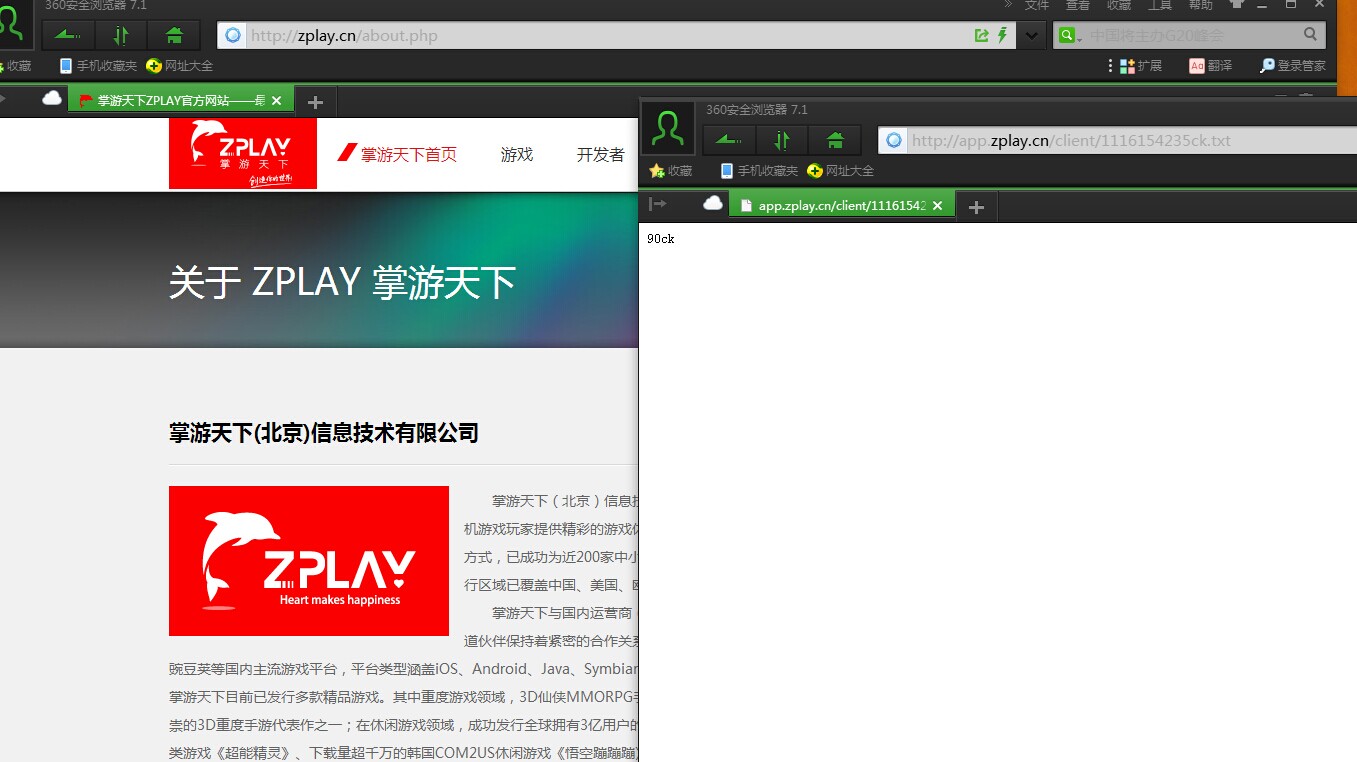 360安全浏览器 7.1
» 文件 查看 收藏 工具 帮助
http://zplay.cn/about.php
中国将主办G20峰会
收藏 手机收藏夹 网址大全
扩展 翻译 登录管家
掌游天下ZPLAY官方网站——
ZPLAY
掌游天下
创造你的世界
掌游天下首页 游戏 开发者
关于 ZPLAY 掌游天下
掌游天下(北京)信息技术有限公司
ZPLAY
Heart makes happiness
掌游天下（北京）信息
机游戏玩家提供精彩的游戏
方式，已成功为近200家中小
行区域已覆盖中国、美国、
掌游天下与国内运营商
道伙伴保持着紧密的合作关系
豌豆荚等国内主流游戏平台，平台类型涵盖iOS、Android、Java、Symbian
掌游天下目前已发行多款精品游戏。其中重度游戏领域，3D仙侠MMORPG手
崇的3D重度手游代表作之一；在休闲游戏领域，成功发行全球拥有3亿用户的
类游戏《超能精灵》、下载量超千万的韩国COM2US休闲游戏《悟空蹦蹦蹦》
360安全浏览器 7.1
http://app.zplay.cn/client/1116154235ck.txt
收藏 手机收藏夹 网址大全
app.zplay.cn/client/11161542
90ck